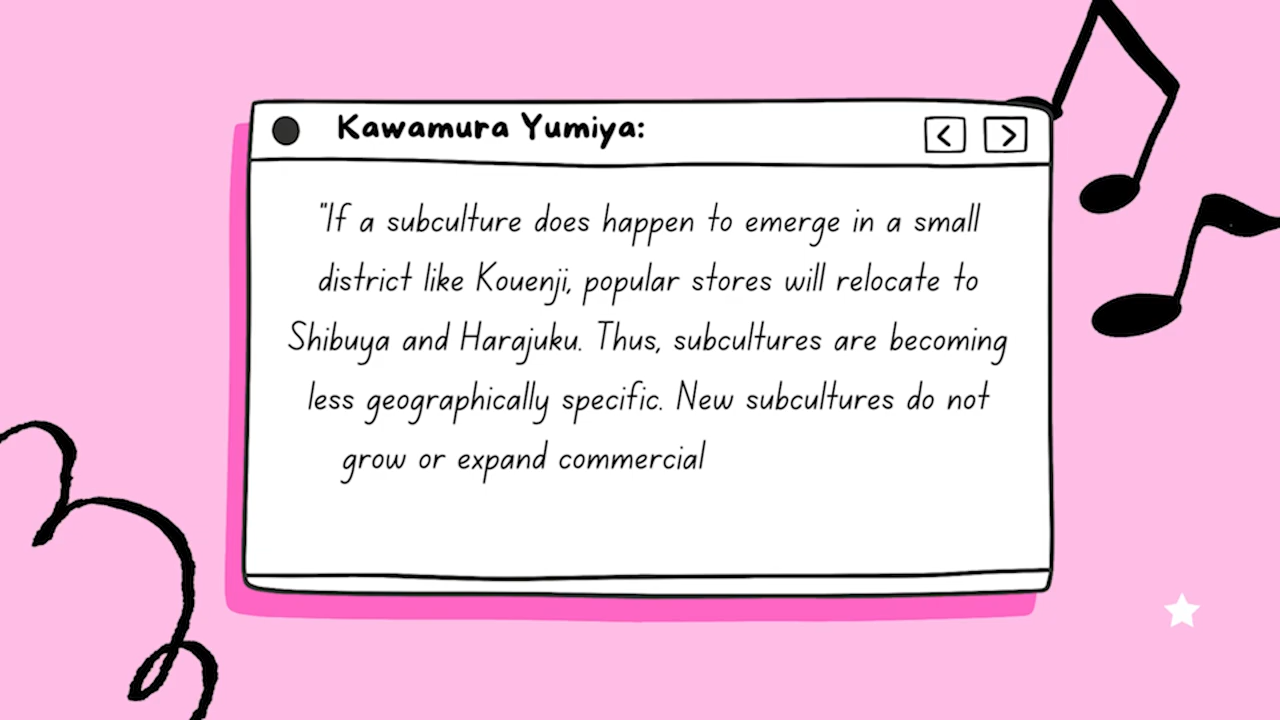 Kawamura Yumiya:
"If a subculture does happen to emerge in a small
district like Kouenji, popular stores will relocate to
Shibuya and Harajuku. Thus, subcultures are becoming
less geographically specific. New subcultures do not
grow or expand commercial